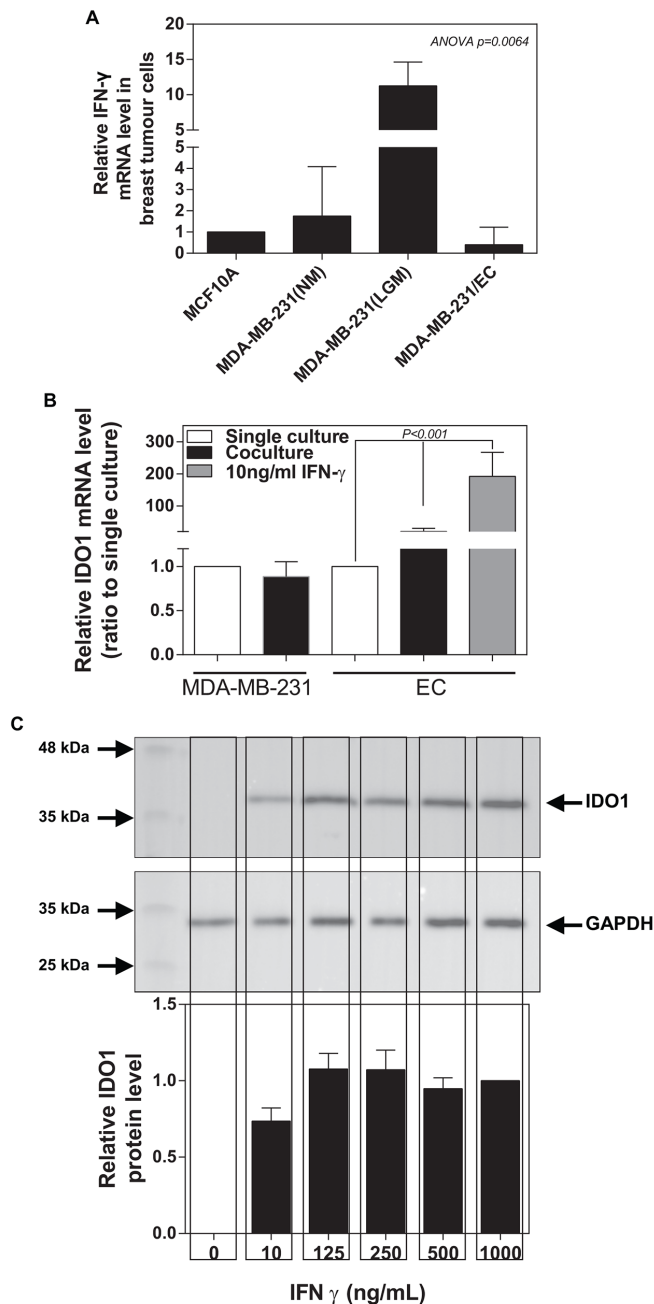 A
ANOVA p=0.0064
Relative IFN-γ
mRNA level in
breast tumour cells
20
15
10
5
5
4
3
2
1
0
MCF10A
MDA-MB-231(NM)
MDA-MB-231(LGM)
MDA-MB-231/EC
B
Relative IDO1 mRNA level
(ratio to single culture)
300
200
100
1.0
0.5
0.0
Single culture
Coculture
10ng/ml IFN-γ
P<0.001
MDA-MB-231
EC
C
48 kDa
35 kDa
IDO1
35 kDa
25 kDa
GAPDH
Relative IDO1
protein level
1.5
1.0
0.5
0.0
0 10 125 250 500 1000
IFN γ (ng/mL)